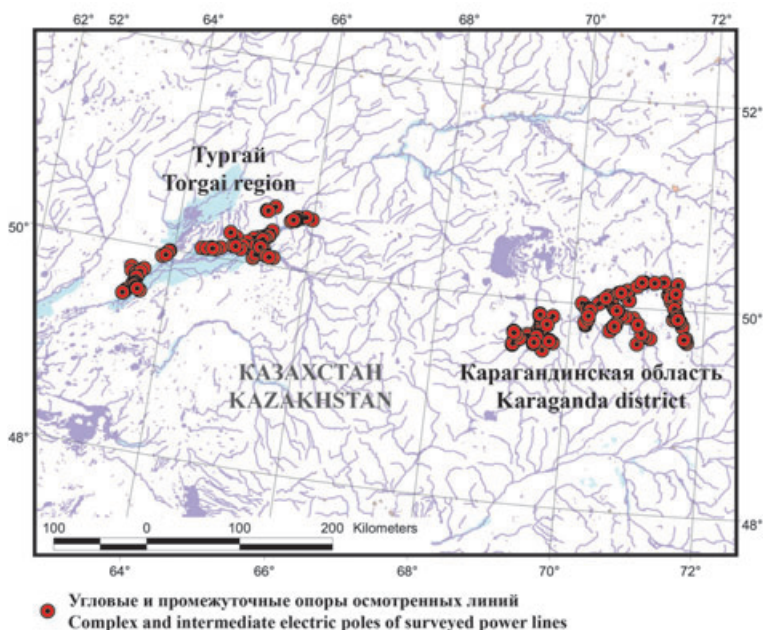 62° 52° 64° 66° 68° 70° 72°
52°
Тургай
Torgai region
50°
50°
КАЗАХСТАН
KAZAKHSTAN
Карагандинская область
Karaganda district
48°
48°
100 0 100 200 Kilometers
64° 66° 68° 70° 72°
Угловые и промежуточные опоры осмотренных линий
Complex and intermediate electric poles of surveyed power lines